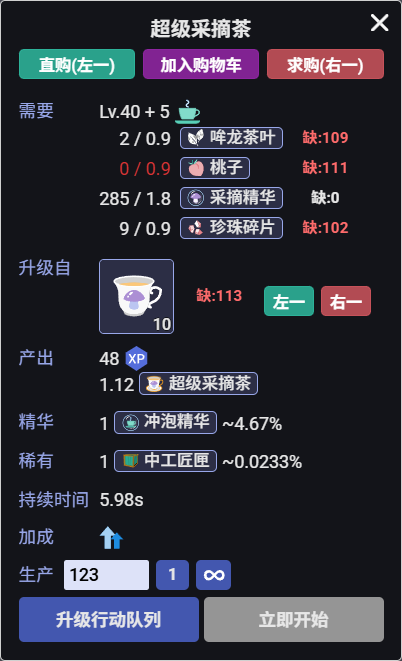 超级采摘茶
直购(左一) 加入购物车 求购(右一)
需要 Lv.40 + 5
2 / 0.9 哞龙茶叶 缺:109
0 / 0.9 桃子 缺:111
285 / 1.8 采摘精华 缺:0
9 / 0.9 珍珠碎片 缺:102
升级自 10 缺:113 左一 右一
产出 48 XP
1.12 超级采摘茶
精华 1 冲泡精华 ~4.67%
稀有 1 中工匠匣 ~0.0233%
持续时间 5.98s
加成
生产 123 1 ∞
升级行动队列 立即开始